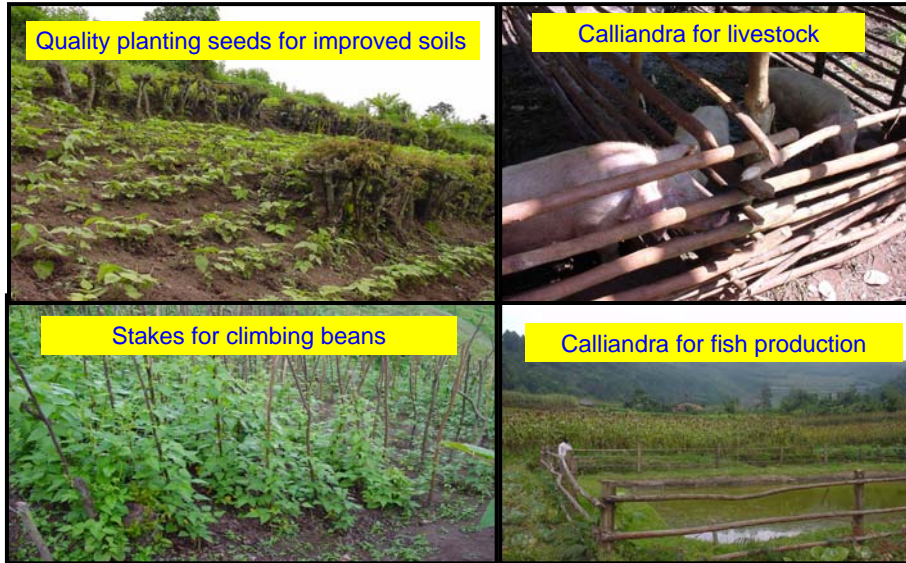 Quality planting seeds for improved soils
Calliandra for livestock
Stakes for climbing beans
Calliandra for fish production